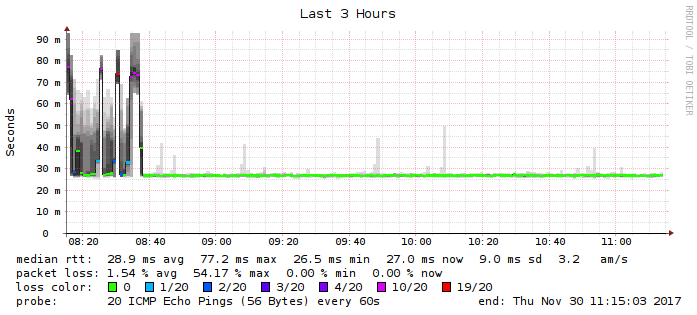 Last 3 Hours
RRDTOOL / TOBI OETIKER
Seconds
90 m
80 m
70 m
60 m
50 m
40 m
30 m
20 m
10 m
0
08:20 08:40 09:00 09:20 09:40 10:00 10:20 10:40 11:00
median rtt: 28.9 ms avg 77.2 ms max 26.5 ms min 27.0 ms now 9.0 ms sd 3.2 am/s
packet loss: 1.54 % avg 54.17 % max 0.00 % min 0.00 % now
loss color: 0 1/20 2/20 3/20 4/20 10/20 19/20
probe: 20 ICMP Echo Pings (56 Bytes) every 60s end: Thu Nov 30 11:15:03 2017